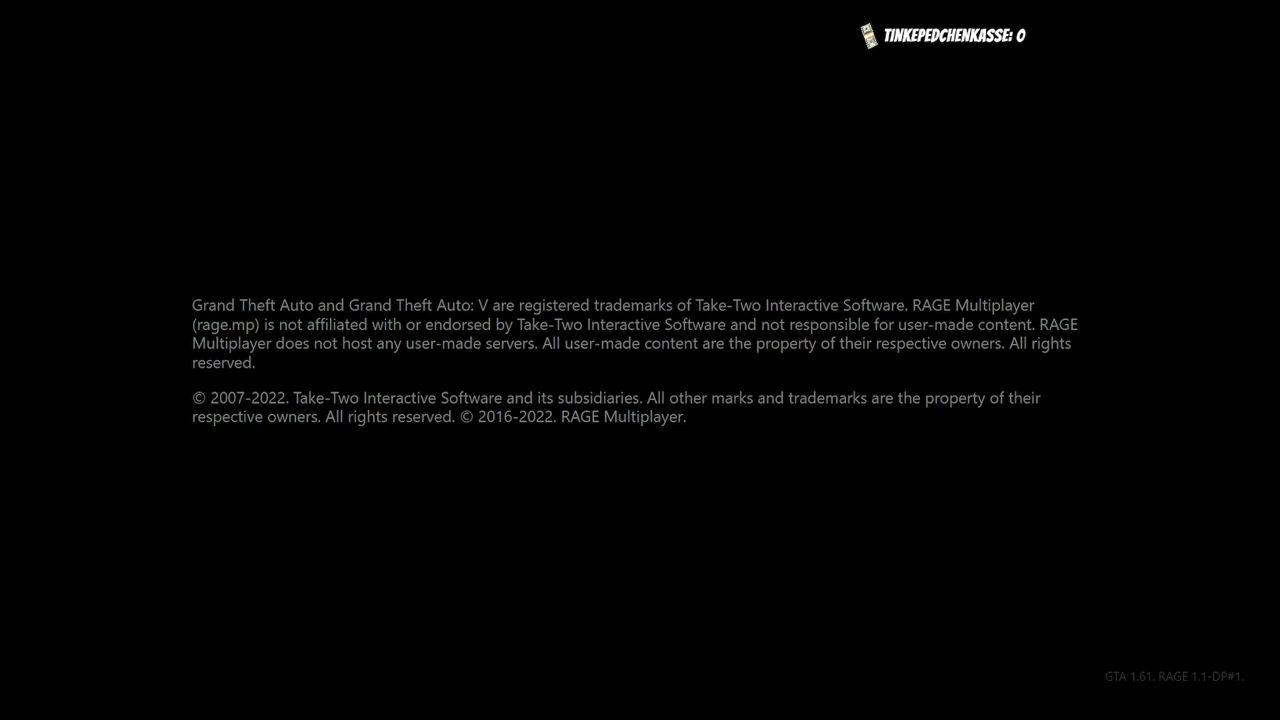 TINKEPEDCHENKASSE: 0
Grand Theft Auto and Grand Theft Auto: V are registered trademarks of Take-Two Interactive Software. RAGE Multiplayer
(rage.mp) is not affiliated with or endorsed by Take-Two Interactive Software and not responsible for user-made content. RAGE
Multiplayer does not host any user-made servers. All user-made content are the property of their respective owners. All rights
reserved.
© 2007-2022. Take-Two Interactive Software and its subsidiaries. All other marks and trademarks are the property of their
respective owners. All rights reserved. © 2016-2022. RAGE Multiplayer.
GTA 1.61. RAGE 1.1-DP#1.